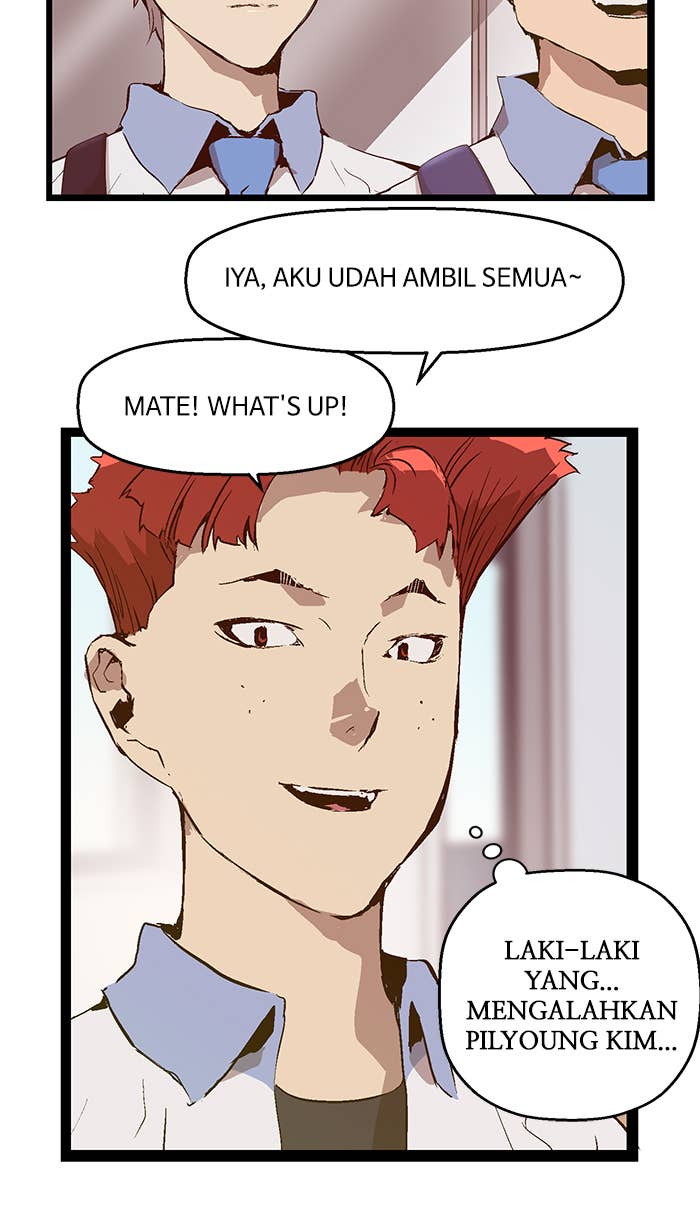 IYA, AKU UDAH AMBIL SEMUA~
MATE! WHAT'S UP!
LAKI-LAKI
YANG...
MENGALAHKAN
PILYOUNG KIM...